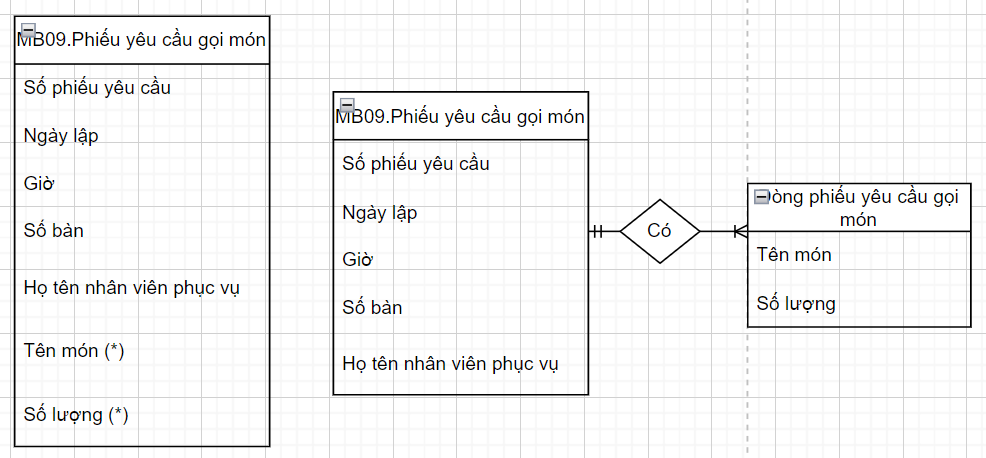 MB09.Phiếu yêu cầu gọi món
Số phiếu yêu cầu
Ngày lập
Giờ
Số bàn
Họ tên nhân viên phục vụ
Tên món (*)
Số lượng (*)
MB09.Phiếu yêu cầu gọi món
Số phiếu yêu cầu
Ngày lập
Giờ
Số bàn
Họ tên nhân viên phục vụ
Có
Dòng phiếu yêu cầu gọi
món
Tên món
Số lượng